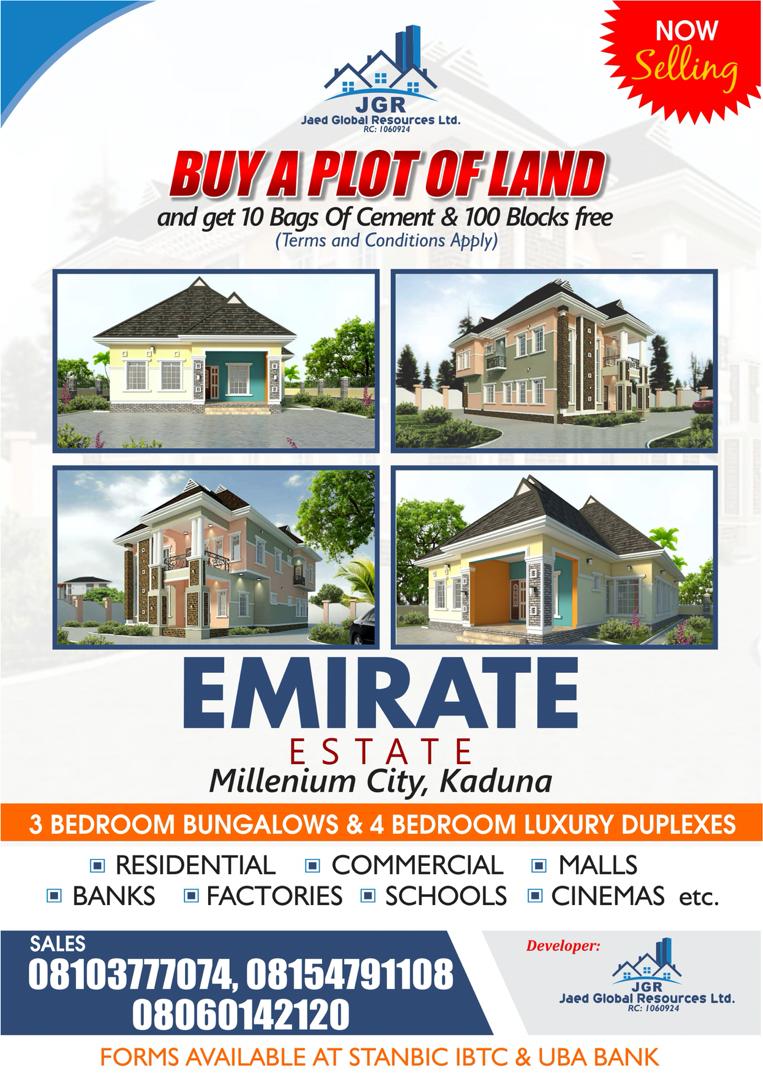 NOW
Selling
JGR
Jaed Global Resources Ltd.
RC: 1060924
BUY A PLOT OF LAND
and get 10 Bags Of Cement & 100 Blocks free
(Terms and Conditions Apply)
EMIRATE
ESTATE
Millenium City, Kaduna
3 BEDROOM BUNGALOWS & 4 BEDROOM LUXURY DUPLEXES
RESIDENTIAL COMMERCIAL MALLS
BANKS FACTORIES SCHOOLS CINEMAS etc.
SALES
08103777074, 08154791108
08060142120
Developer:
JGR
Jaed Global Resources Ltd.
RC: 1060924
FORMS AVAILABLE AT STANBIC IBTC & UBA BANK